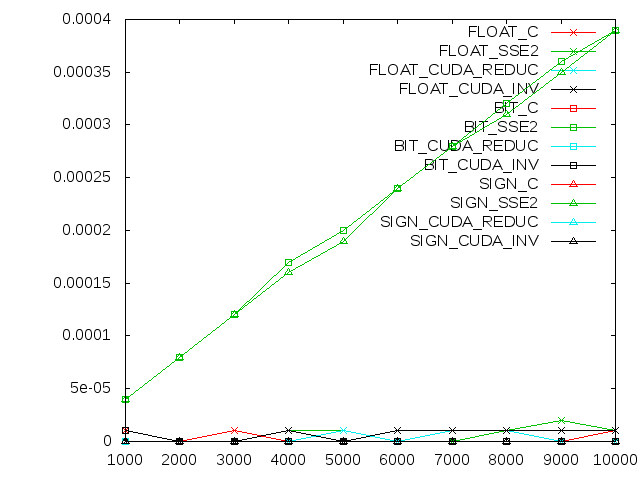 0.0004
0.00035
0.0003
0.00025
0.0002
0.00015
0.0001
5e-05
0
1000 2000 3000 4000 5000 6000 7000 8000 9000 10000
FLOAT_C
FLOAT_SSE2
FLOAT_CUDA_REDUC
FLOAT_CUDA_INV
BIT_C
BIT_SSE2
BIT_CUDA_REDUC
BIT_CUDA_INV
SIGN_C
SIGN_SSE2
SIGN_CUDA_REDUC
SIGN_CUDA_INV